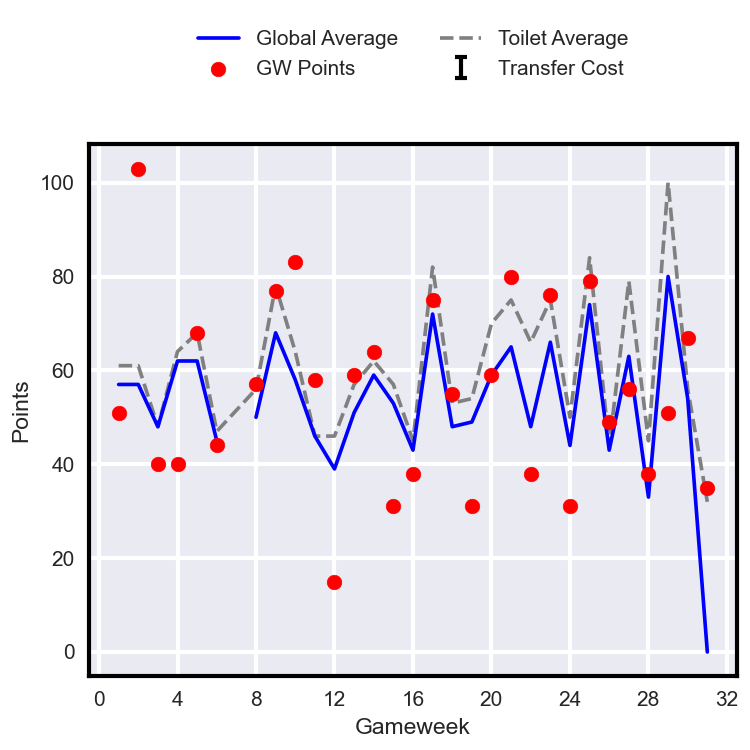 Global Average
Toilet Average
GW Points
Transfer Cost
100
80
60
40
20
0
Points
0 4 8 12 16 20 24 28 32
Gameweek